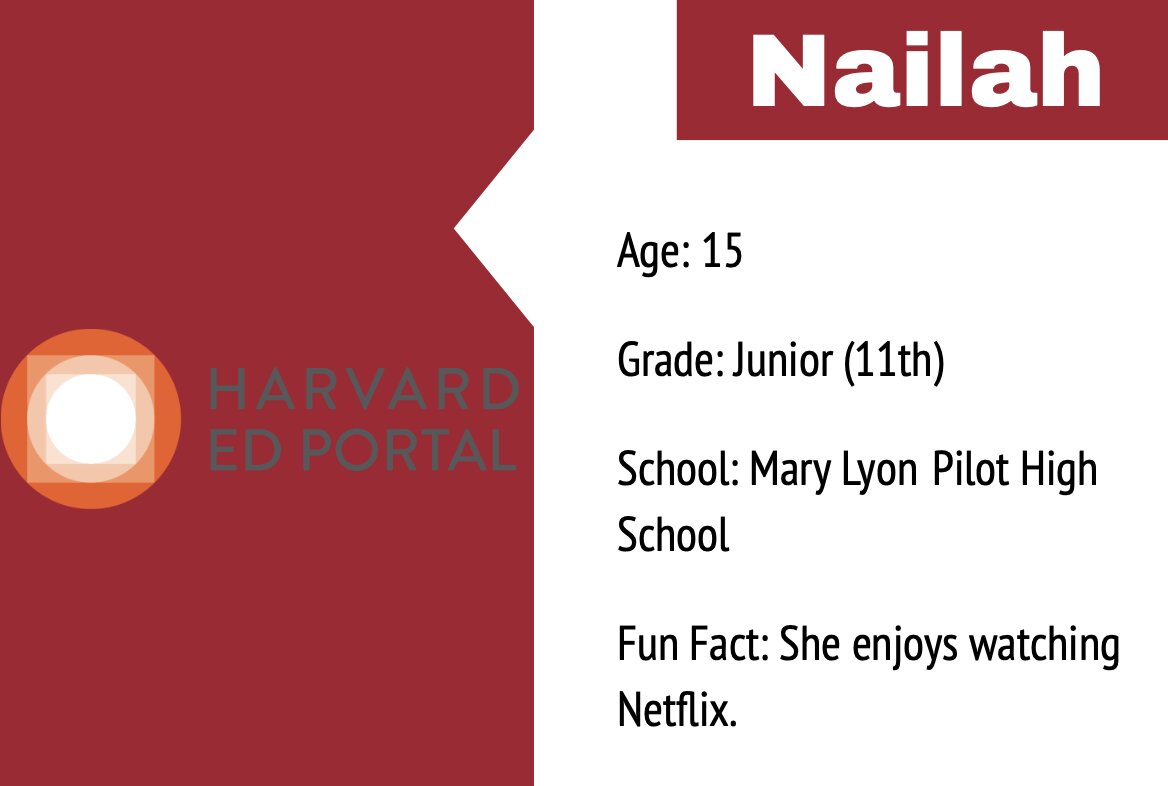 Nailah
HARVARD
ED PORTAL
Age: 15
Grade: Junior (11th)
School: Mary Lyon Pilot High
School
Fun Fact: She enjoys watching
Netflix.